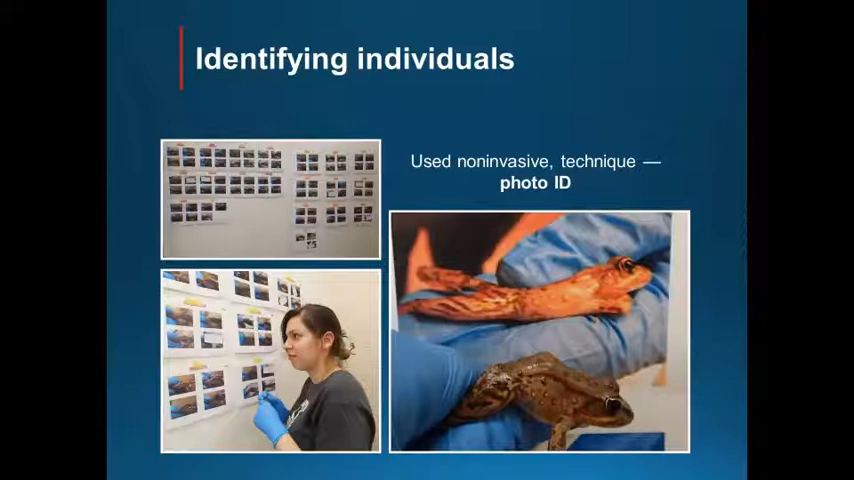 Identifying individuals
Used noninvasive, technique —
photo ID